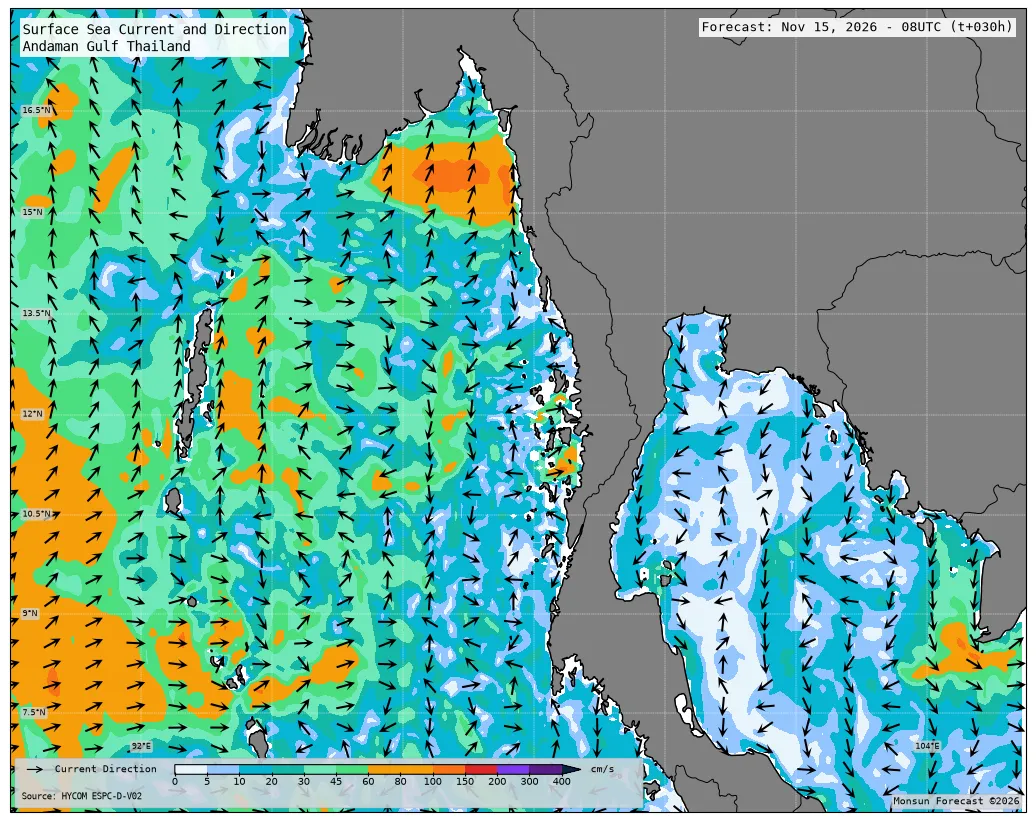 Surface Sea Current and Direction
Andaman Gulf Thailand
Forecast: Nov 15, 2026 - 08UTC (t+030h)
16.5°N
15°N
13.5°N
12°N
10.5°N
9°N
7.5°N
92°E
104°E
Current Direction
0 5 10 20 30 45 60 80 100 150 200 300 400 cm/s
Source: HYCOM ESPC-D-V02
Monsun Forecast ©2026